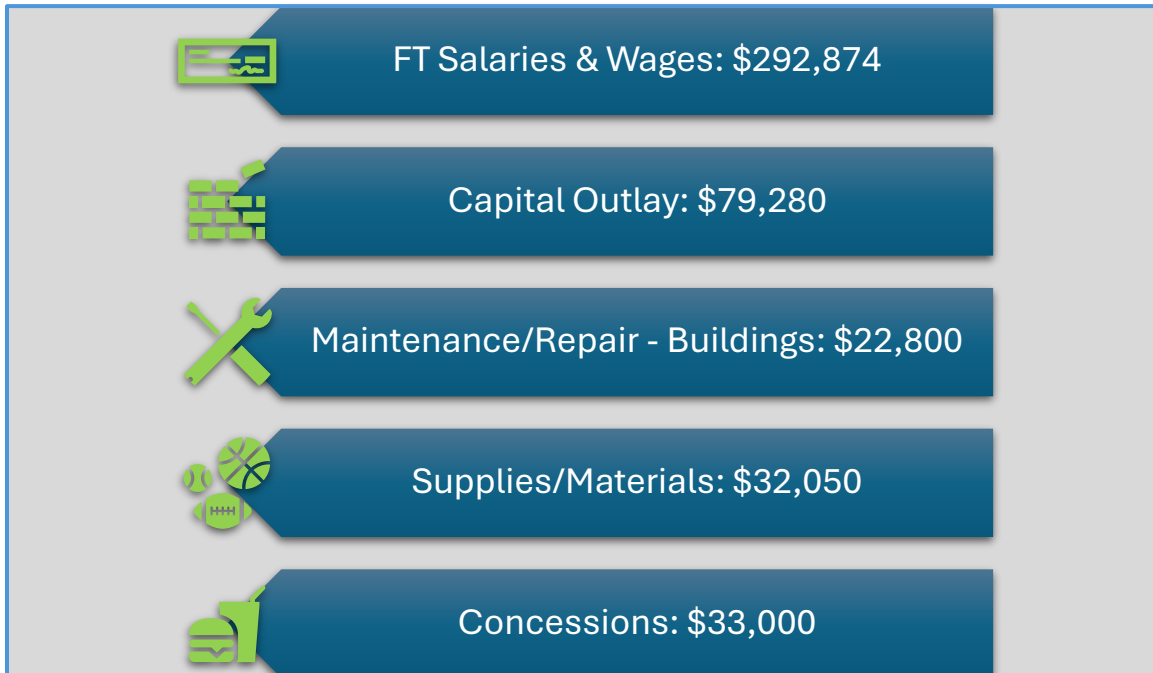 FT Salaries & Wages: $292,874
Capital Outlay: $79,280
Maintenance/Repair - Buildings: $22,800
Supplies/Materials: $32,050
Concessions: $33,000